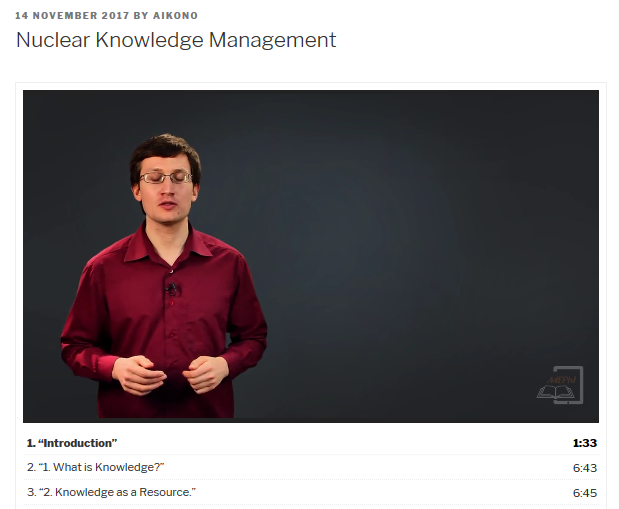 14 NOVEMBER 2017 BY AIKONO
Nuclear Knowledge Management
MEPhI
1. “Introduction” 1:33
2. “1. What is Knowledge?” 6:43
3. “2. Knowledge as a Resource.” 6:45